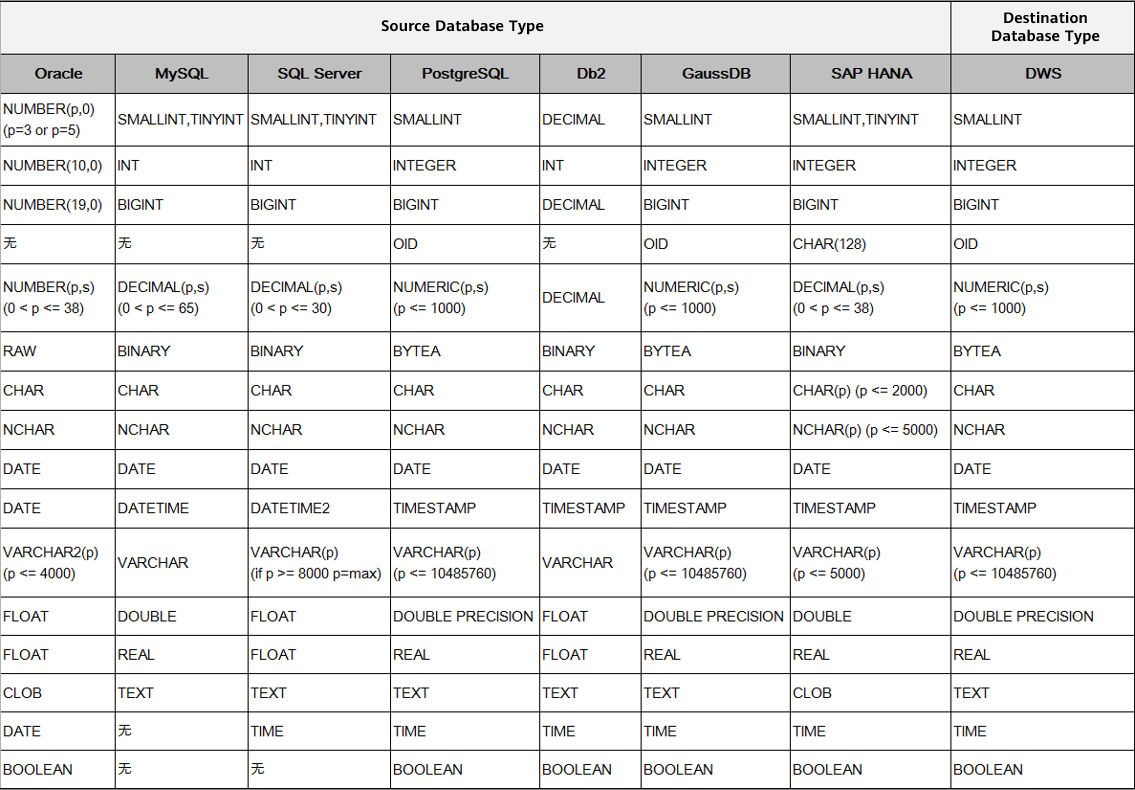 Source Database Type
Destination
Database Type
Oracle MySQL SQL Server PostgreSQL Db2 GaussDB SAP HANA DWS
NUMBER(p,0)
(p=3 or p=5) SMALLINT,TINYINT SMALLINT,TINYINT SMALLINT DECIMAL SMALLINT SMALLINT,TINYINT SMALLINT
NUMBER(10,0) INT INT INTEGER INT INTEGER INTEGER INTEGER
NUMBER(19,0) BIGINT BIGINT BIGINT DECIMAL BIGINT BIGINT BIGINT
无 无 无 OID 无 OID CHAR(128) OID
NUMBER(p,s) DECIMAL(p,s) DECIMAL(p,s) NUMERIC(p,s) DECIMAL NUMERIC(p,s) DECIMAL(p,s) NUMERIC(p,s)
(0 < p <= 38) (0 < p <= 65) (0 < p <= 30) (p <= 1000) (p <= 1000) (0 < p <= 38) (p <= 1000)
RAW BINARY BINARY BYTEA BINARY BYTEA BINARY BYTEA
CHAR CHAR CHAR CHAR CHAR CHAR CHAR(p) (p <= 2000) CHAR
NCHAR NCHAR NCHAR NCHAR NCHAR NCHAR NCHAR(p) (p <= 5000) NCHAR
DATE DATE DATE DATE DATE DATE DATE DATE
DATE DATETIME DATETIME2 TIMESTAMP TIMESTAMP TIMESTAMP TIMESTAMP TIMESTAMP
VARCHAR2(p) VARCHAR VARCHAR(p) VARCHAR(p) VARCHAR VARCHAR(p) VARCHAR(p) VARCHAR(p)
(p <= 4000) (if p >= 8000 p=max) (p <= 10485760) (p <= 10485760) (p <= 5000) (p <= 10485760)
FLOAT DOUBLE FLOAT DOUBLE PRECISION FLOAT DOUBLE PRECISION DOUBLE DOUBLE PRECISION
FLOAT REAL FLOAT REAL FLOAT REAL REAL REAL
CLOB TEXT TEXT TEXT TEXT TEXT CLOB TEXT
DATE 无 TIME TIME TIME TIME TIME TIME
BOOLEAN 无 无 BOOLEAN BOOLEAN BOOLEAN BOOLEAN BOOLEAN